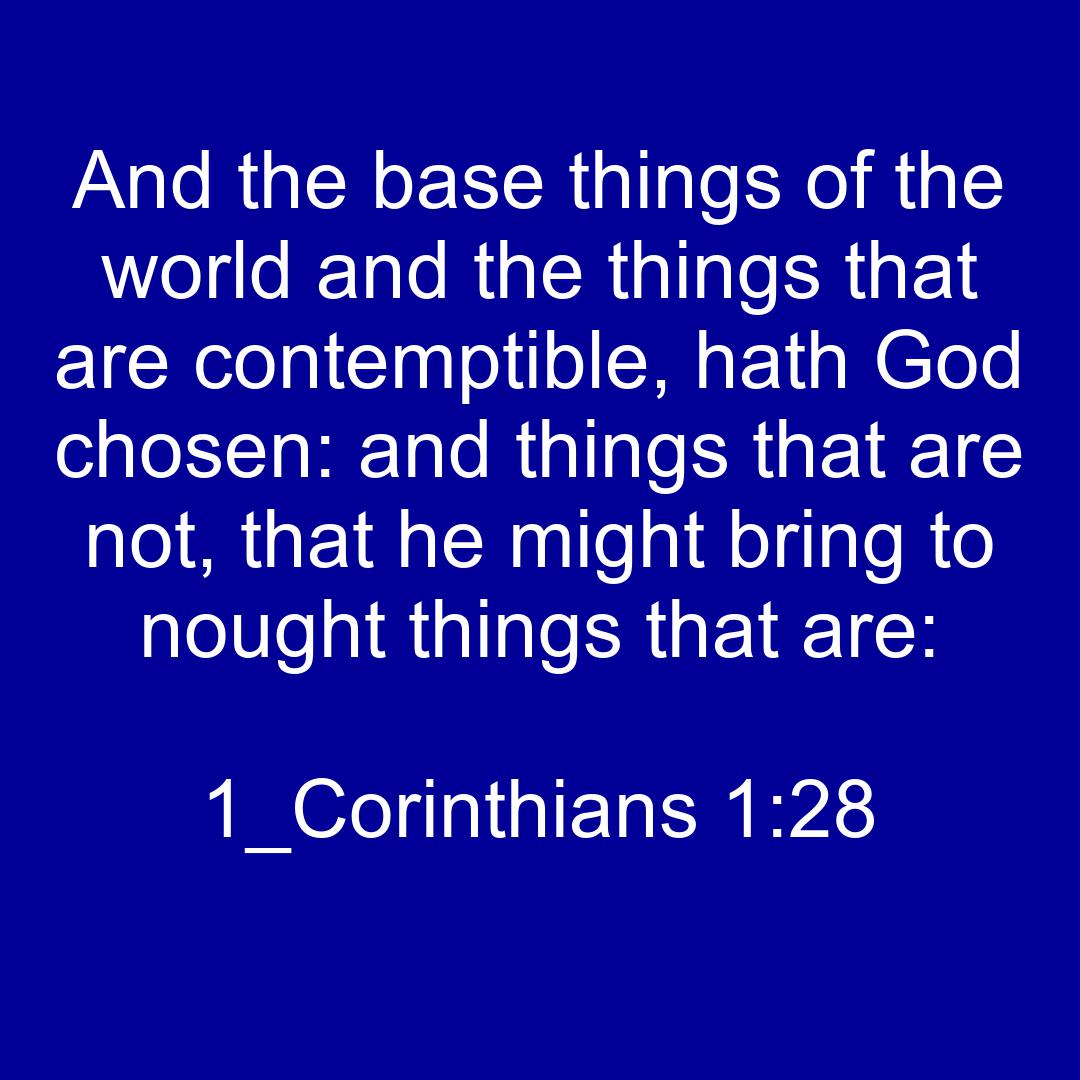 And the base things of the
world and the things that
are contemptible, hath God
chosen: and things that are
not, that he might bring to
nought things that are:
1_Corinthians 1:28